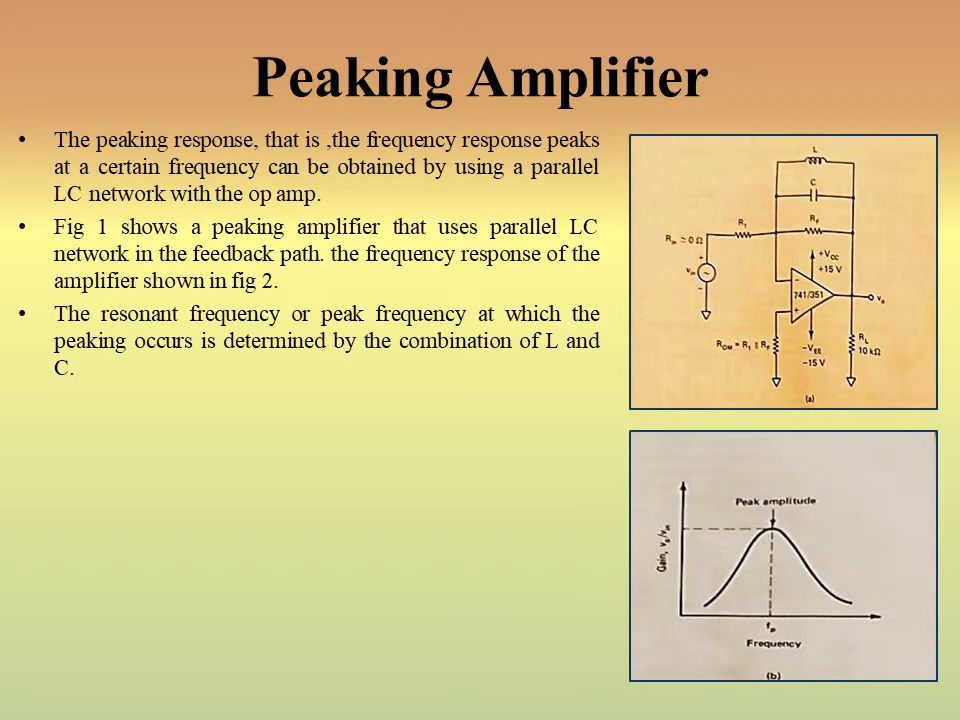 Peaking Amplifier
• The peaking response, that is ,the frequency response peaks
at a certain frequency can be obtained by using a parallel
LC network with the op amp.
• Fig 1 shows a peaking amplifier that uses parallel LC
network in the feedback path. the frequency response of the
amplifier shown in fig 2.
• The resonant frequency or peak frequency at which the
peaking occurs is determined by the combination of L and
C.
L
C
R1
RF
Rin ≃ 0 Ω
+
vin
−
+VCC
+15 V
−
741/351
+
vo
ROM = R1 || RF
−VEE
−15 V
RL
10 kΩ
(a)
Peak amplitude
Gain, vo/vin
fp
Frequency
(b)